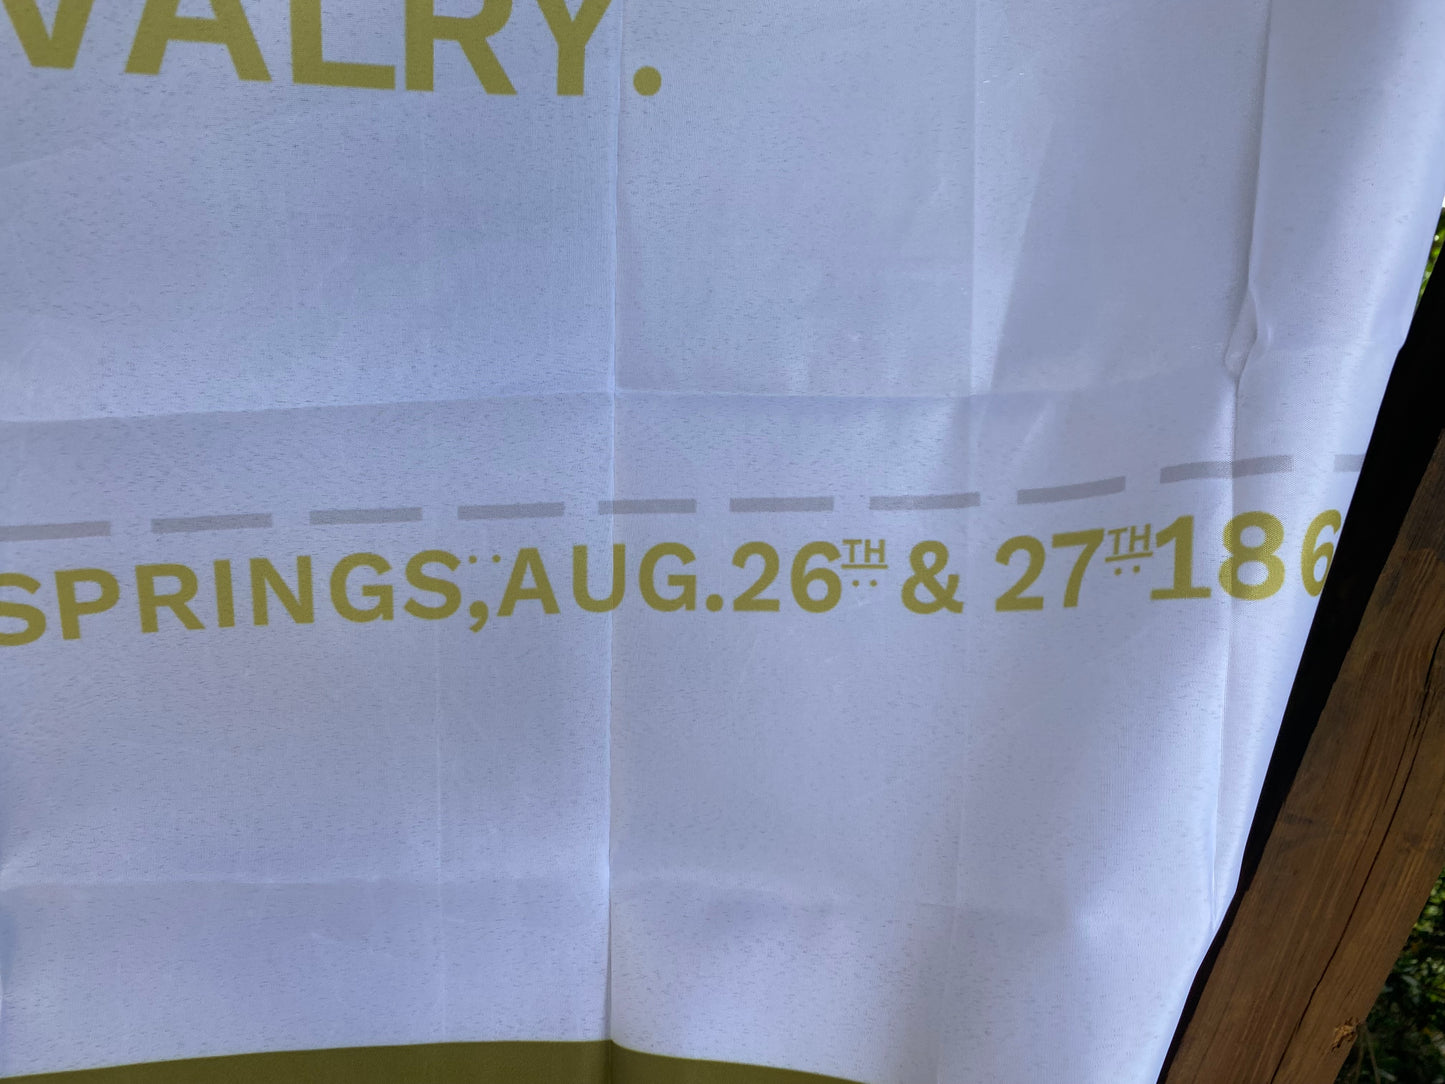 VALRY.
SPRINGS, AUG. 26TH & 27TH 186